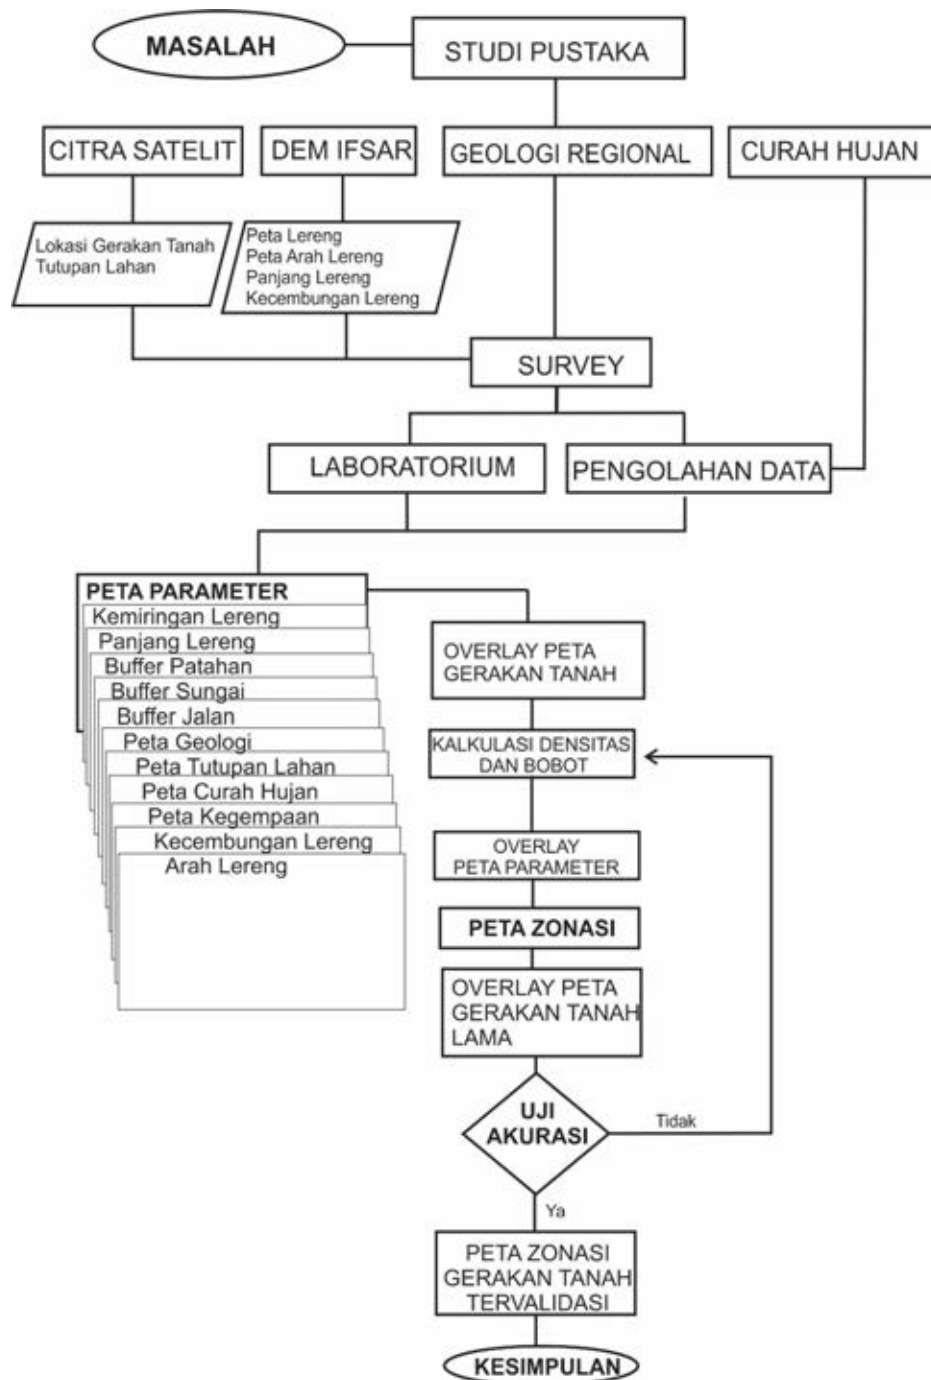 MASALAH
STUDI PUSTAKA
CITRA SATELIT
DEM IFSAR
GEOLOGI REGIONAL
CURAH HUJAN
Lokasi Gerakan Tanah
Tutupan Lahan
Peta Lereng
Peta Arah Lereng
Panjang Lereng
Kecembungan Lereng
SURVEY
LABORATORIUM
PENGOLAHAN DATA
PETA PARAMETER
Kemiringan Lereng
Panjang Lereng
Buffer Patahan
Buffer Sungai
Buffer Jalan
Peta Geologi
Peta Tutupan Lahan
Peta Curah Hujan
Peta Kegempaan
Kecembungan Lereng
Arah Lereng
OVERLAY PETA
GERAKAN TANAH
KALKULASI DENSITAS
DAN BOBOT
OVERLAY
PETA PARAMETER
PETA ZONASI
OVERLAY PETA
GERAKAN TANAH
LAMA
UJI
AKURASI
Tidak
Ya
PETA ZONASI
GERAKAN TANAH
TERVALIDASI
KESIMPULAN